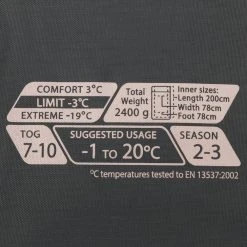 COMFORT 3°C
LIMIT -3°C
EXTREME -19°C
Total
Weight
2400 g
Inner sizes:
Length 200cm
Width 78cm
Foot 78cm
TOG
7-10
SUGGESTED USAGE
-1 to 20°C
SEASON
2-3
°C temperatures tested to EN 13537:2002